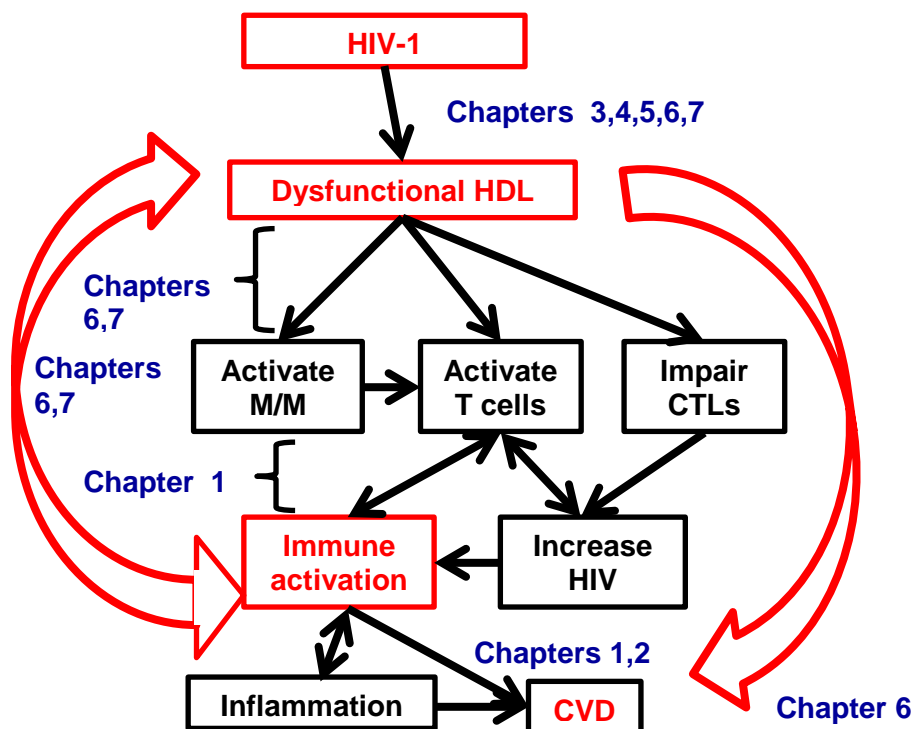 HIV-1
Chapters 3,4,5,6,7
Dysfunctional HDL
Chapters
6,7
Chapters
6,7
Activate
M/M
Activate
T cells
Impair
CTLs
Chapter 1
Immune
activation
Increase
HIV
Chapters 1,2
Inflammation
CVD
Chapter 6